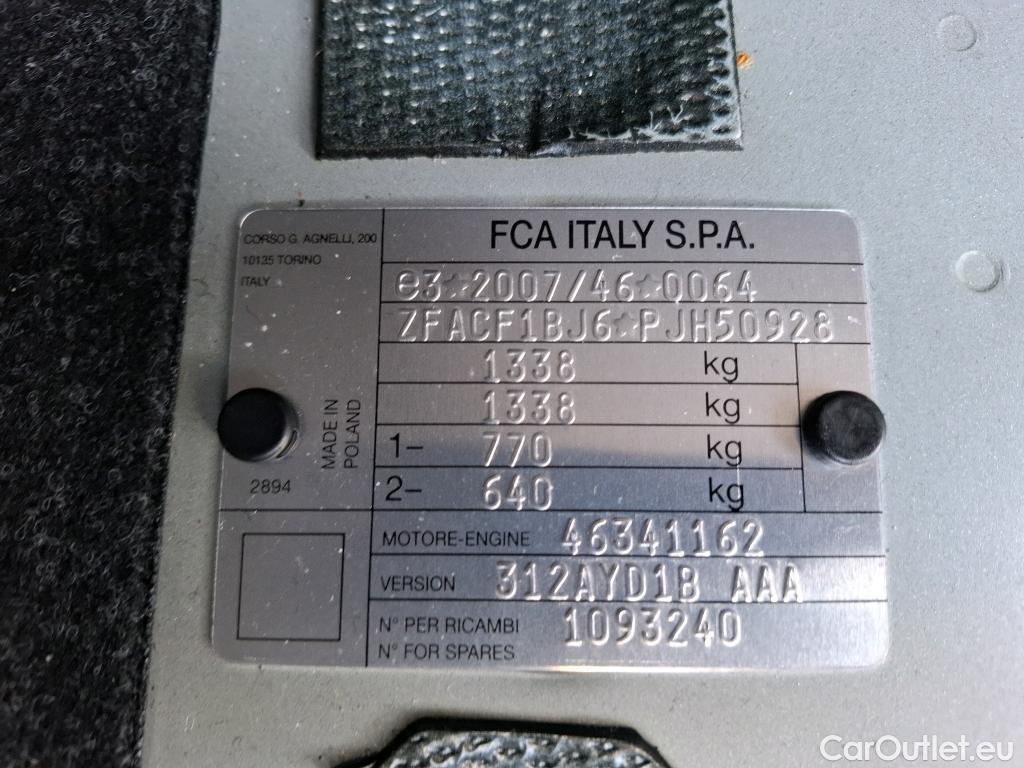 CORSO G. AGNELLI, 200
10135 TORINO
ITALY
FCA ITALY S.P.A.
e3*2007/46*0064
ZFACF1BJ6*PJH50928
1338 kg
1338 kg
1- 770 kg
2- 640 kg
MADE IN
POLAND
2894
MOTORE-ENGINE 46341162
VERSION 312AYD1B AAA
N° PER RICAMBI 1093240
N° FOR SPARES
CarOutlet.eu